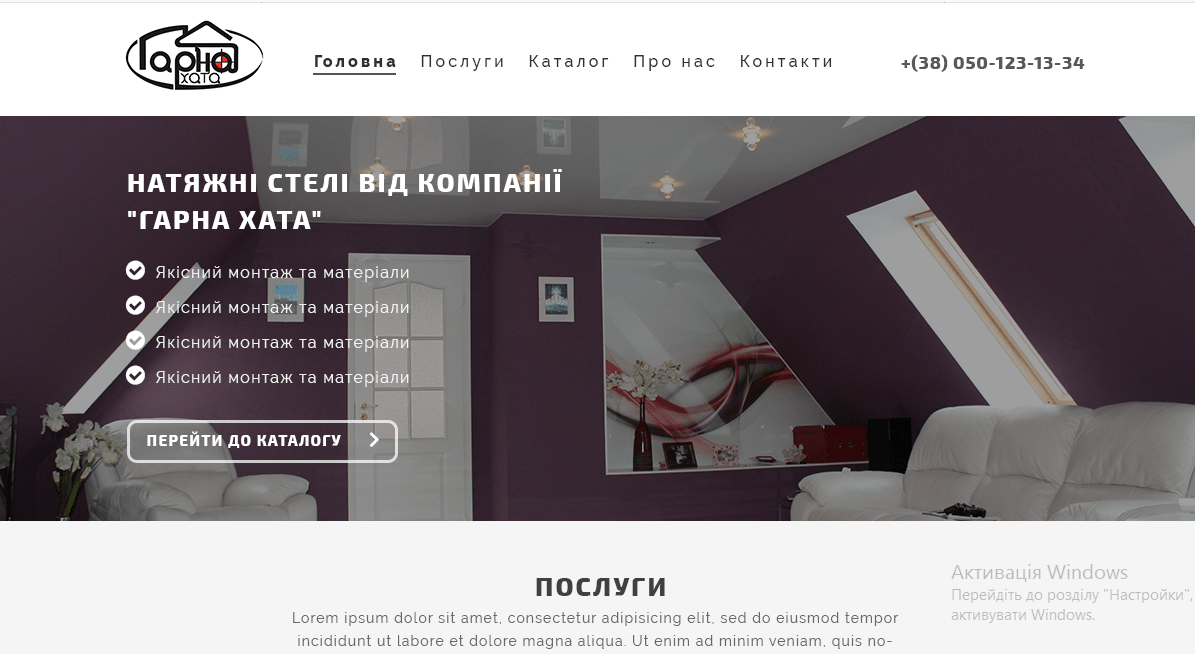 Гарна
хата
Головна Послуги Каталог Про нас Контакти +(38) 050-123-13-34
НАТЯЖНІ СТЕЛІ ВІД КОМПАНІЇ
"ГАРНА ХАТА"
Якісний монтаж та матеріали
Якісний монтаж та матеріали
Якісний монтаж та матеріали
Якісний монтаж та матеріали
ПЕРЕЙТИ ДО КАТАЛОГУ
ПОСЛУГИ
Lorem ipsum dolor sit amet, consectetur adipisicing elit, sed do eiusmod tempor
incididunt ut labore et dolore magna aliqua. Ut enim ad minim veniam, quis no-
Активація Windows
Перейдіть до розділу "Настройки",
активувати Windows.